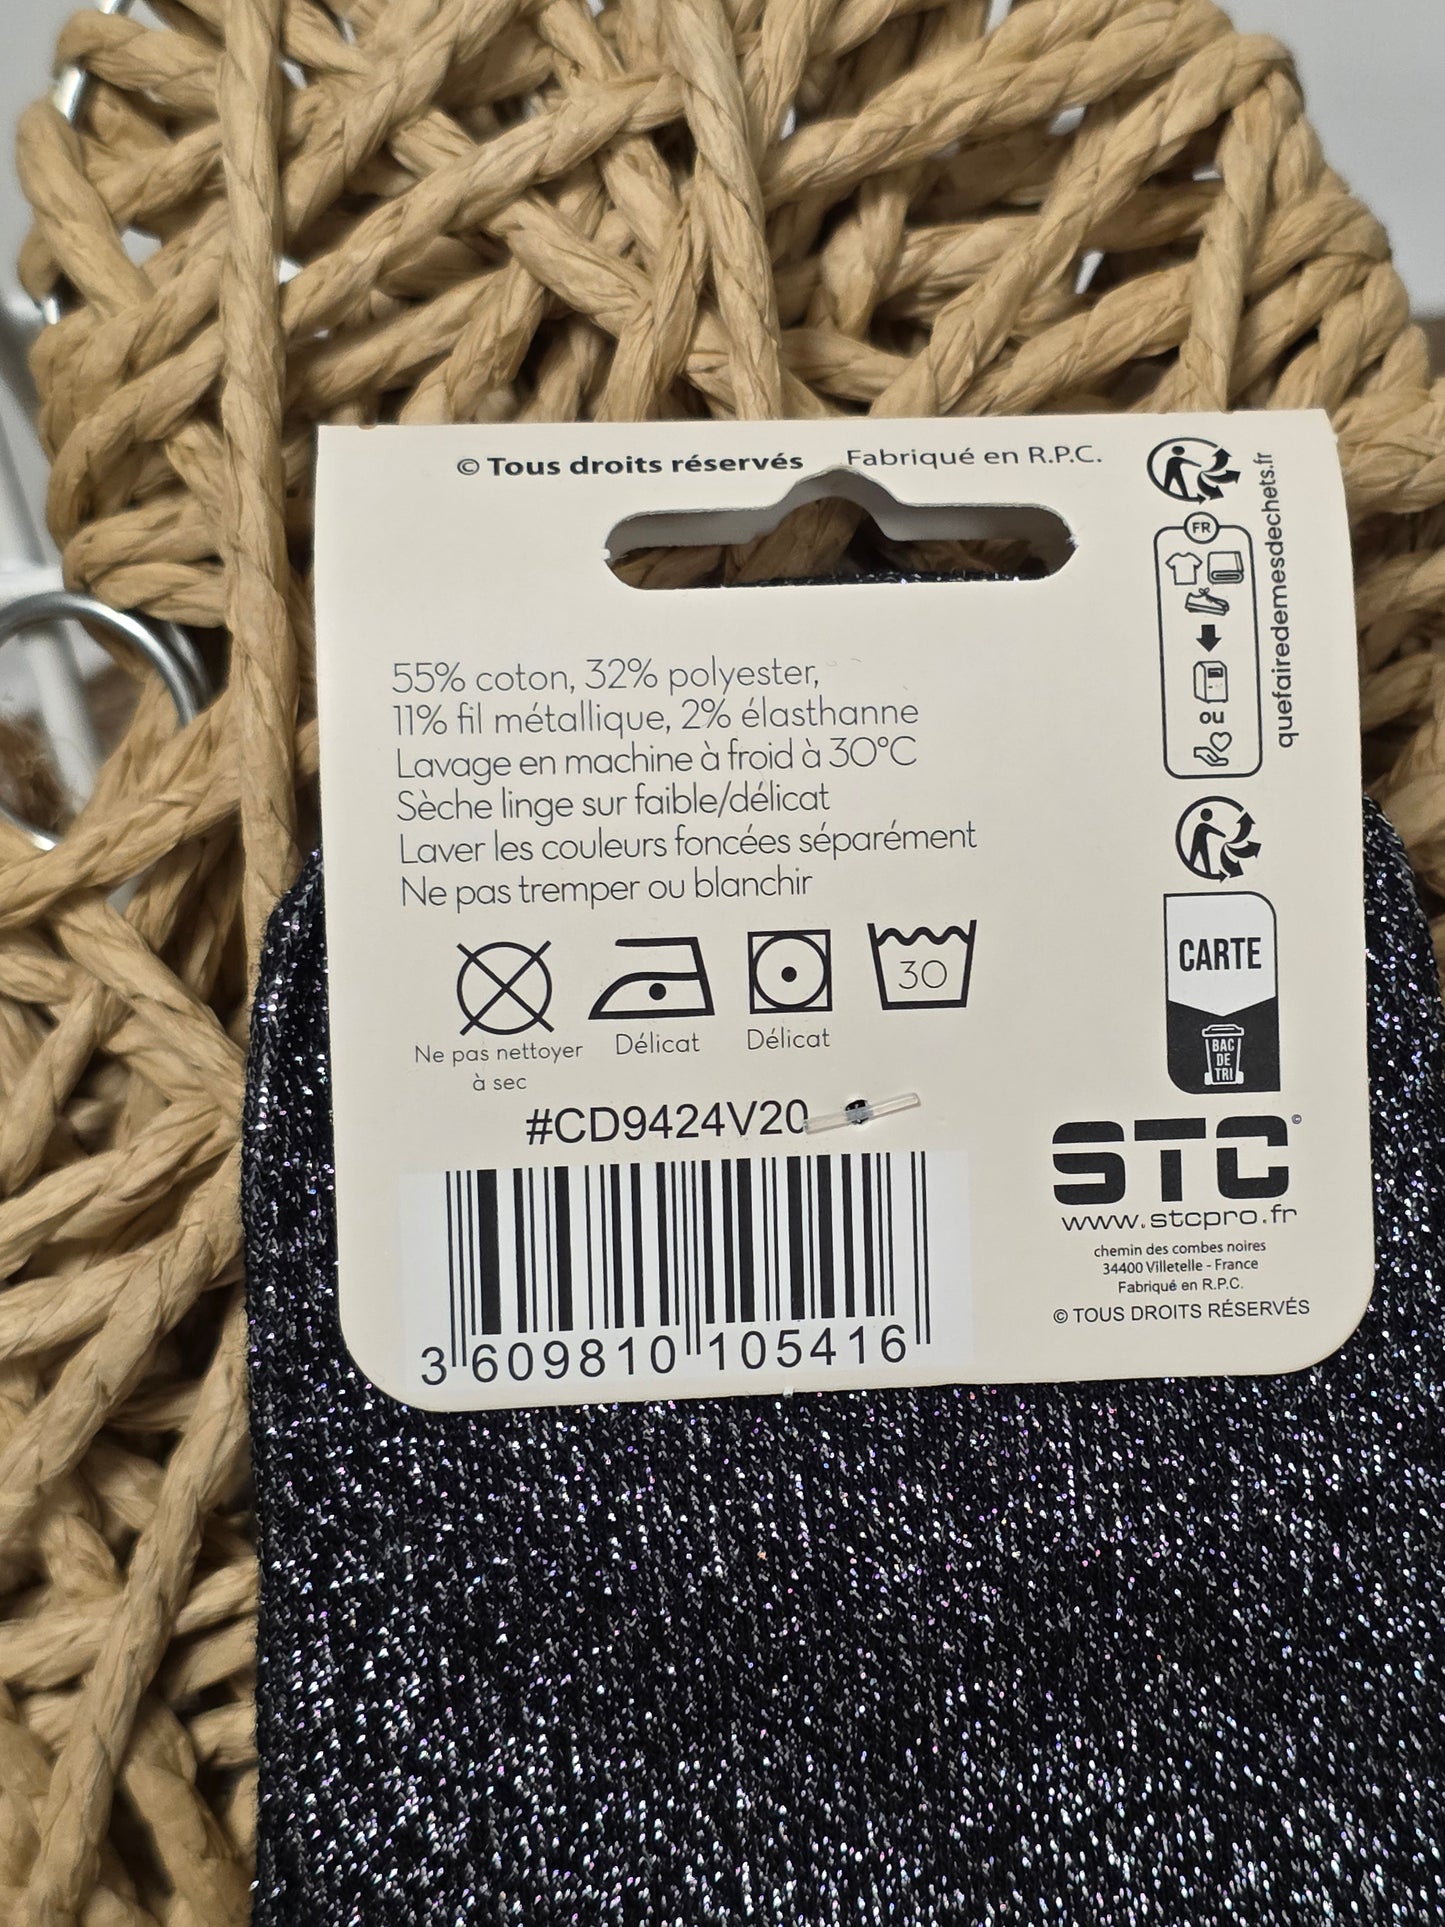 © Tous droits réservés
Fabriqué en R.P.C.
quefairedemesdechets.fr
FR
ou
55% coton, 32% polyester,
11% fil métallique, 2% élasthanne
Lavage en machine à froid à 30°C
Sèche linge sur faible/délicat
Laver les couleurs foncées séparément
Ne pas tremper ou blanchir
30
Ne pas nettoyer
à sec
Délicat
Délicat
CARTE
BAC
DE
TRI
#CD9424V20
3 609810 105416
STC©
www.stcpro.fr
chemin des combes noires
34400 Villetelle - France
Fabriqué en R.P.C.
© TOUS DROITS RÉSERVÉS